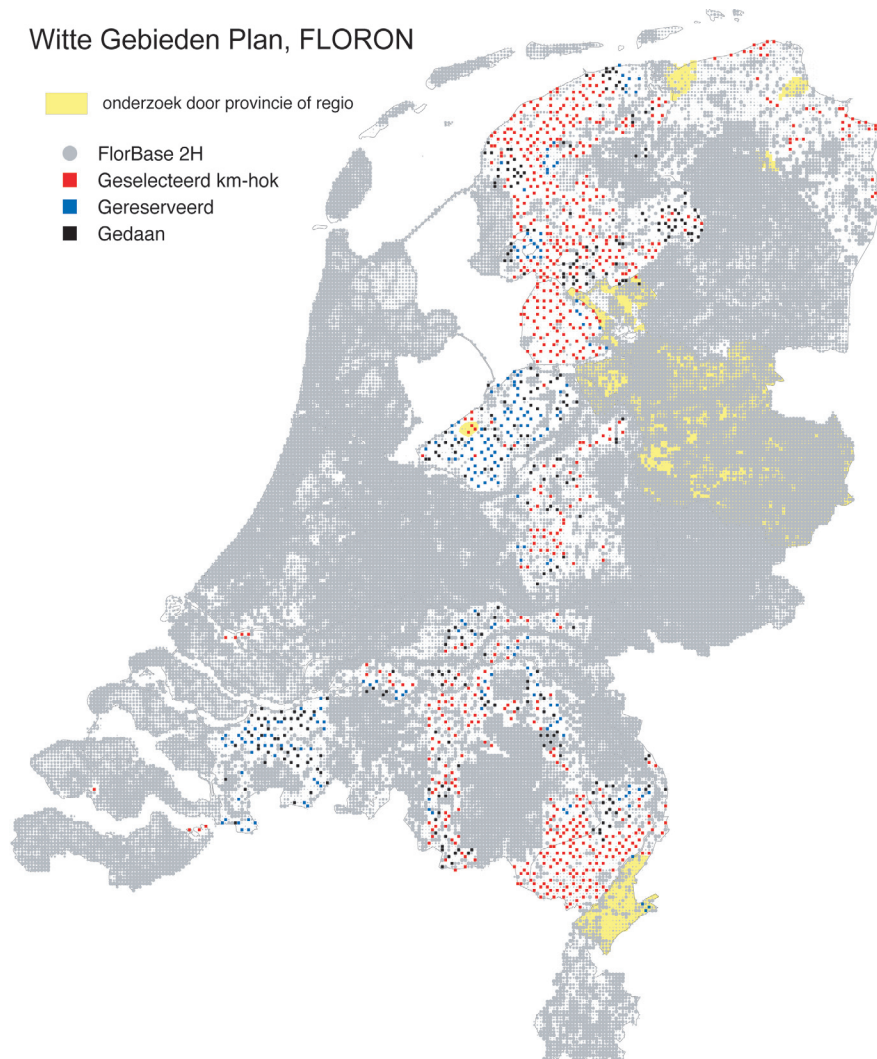 Witte Gebieden Plan, FLORON
onderzoek door provincie of regio
FlorBase 2H
Geselecteerd km-hok
Gereserveerd
Gedaan